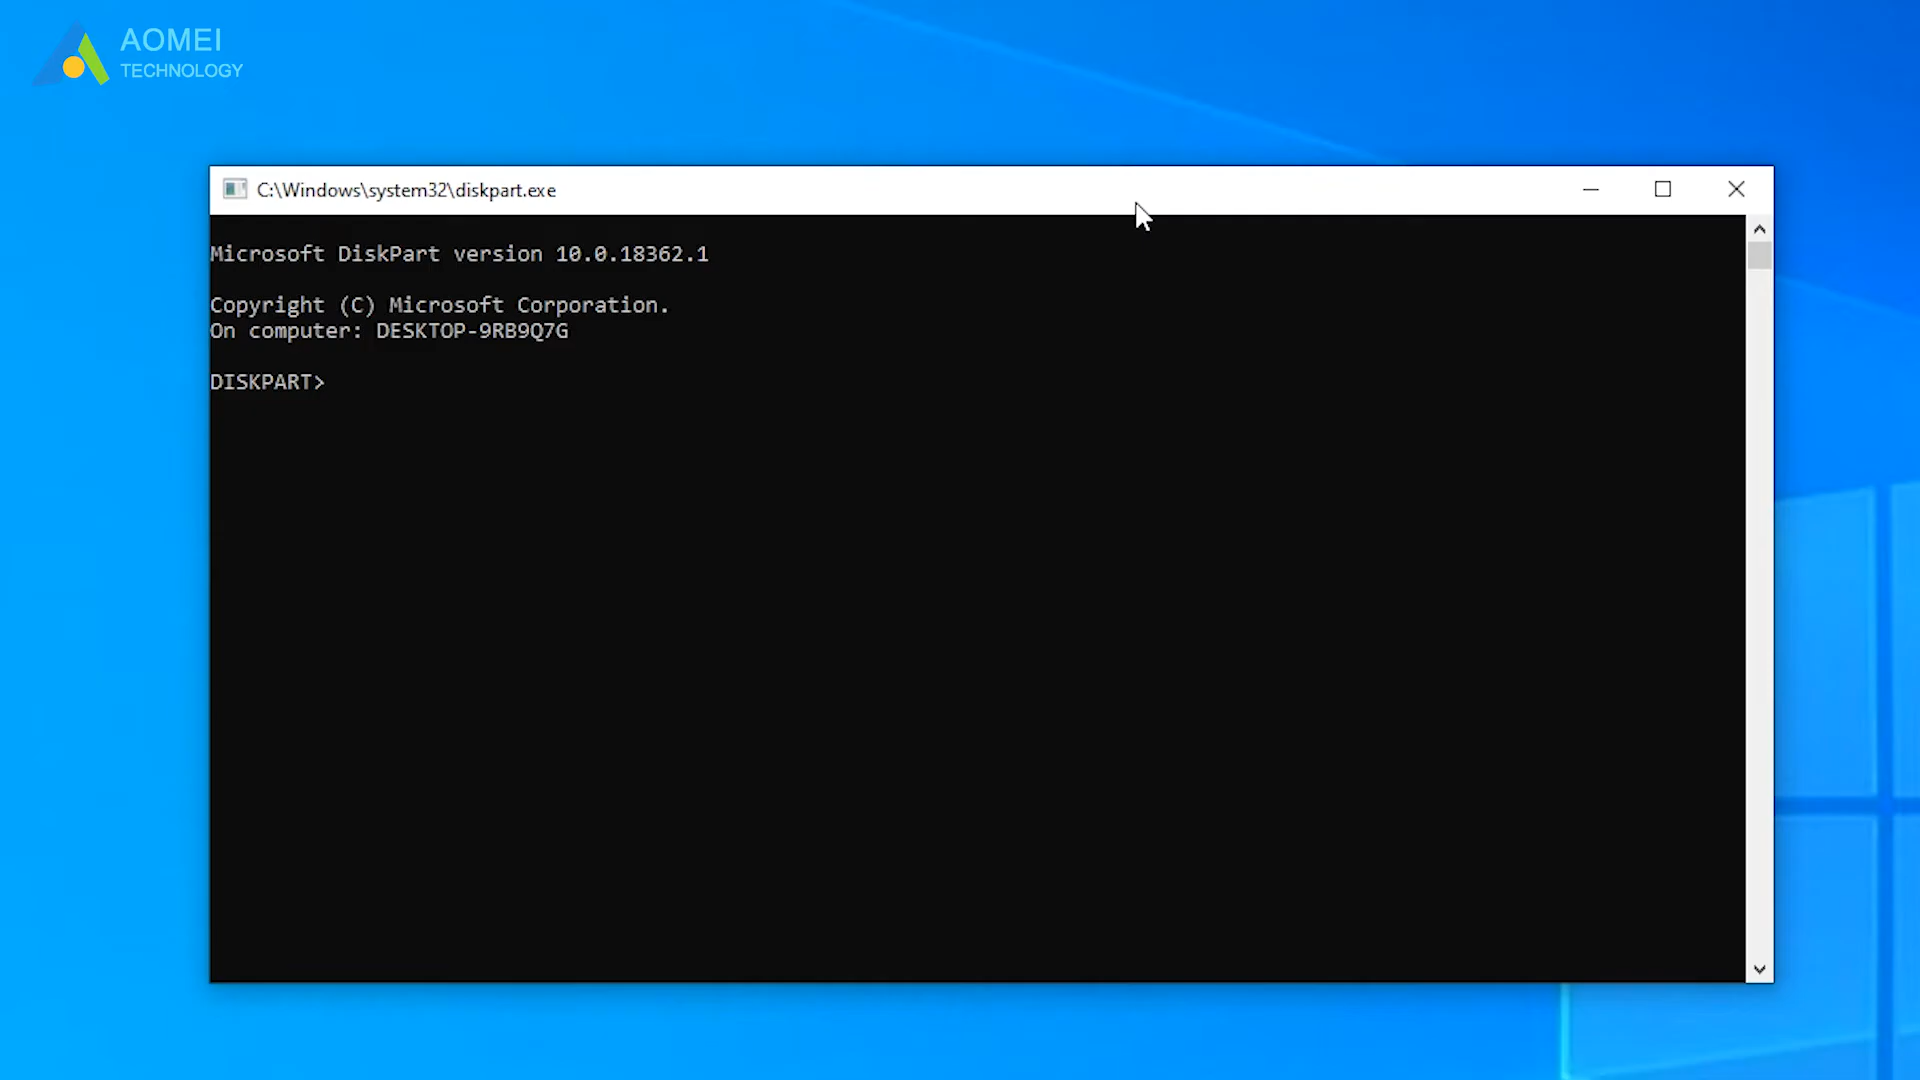 AOMEI
TECHNOLOGY
C:\Windows\system32\diskpart.exe
Microsoft DiskPart version 10.0.18362.1
Copyright (C) Microsoft Corporation.
On computer: DESKTOP-9RB9Q7G
DISKPART>